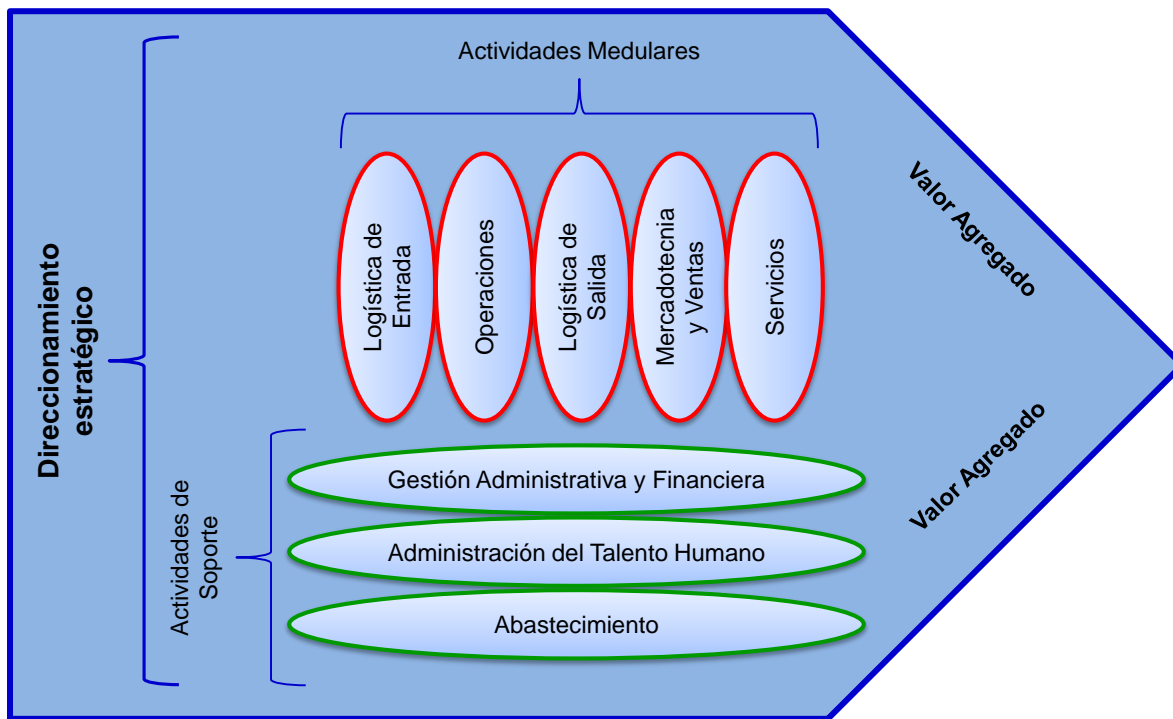 Actividades Medulares
Direccionamiento
estratégico
Logística de
Entrada
Operaciones
Logística de
Salida
Mercadotecnia
y Ventas
Servicios
Valor Agregado
Valor Agregado
Actividades de
Soporte
Gestión Administrativa y Financiera
Administración del Talento Humano
Abastecimiento